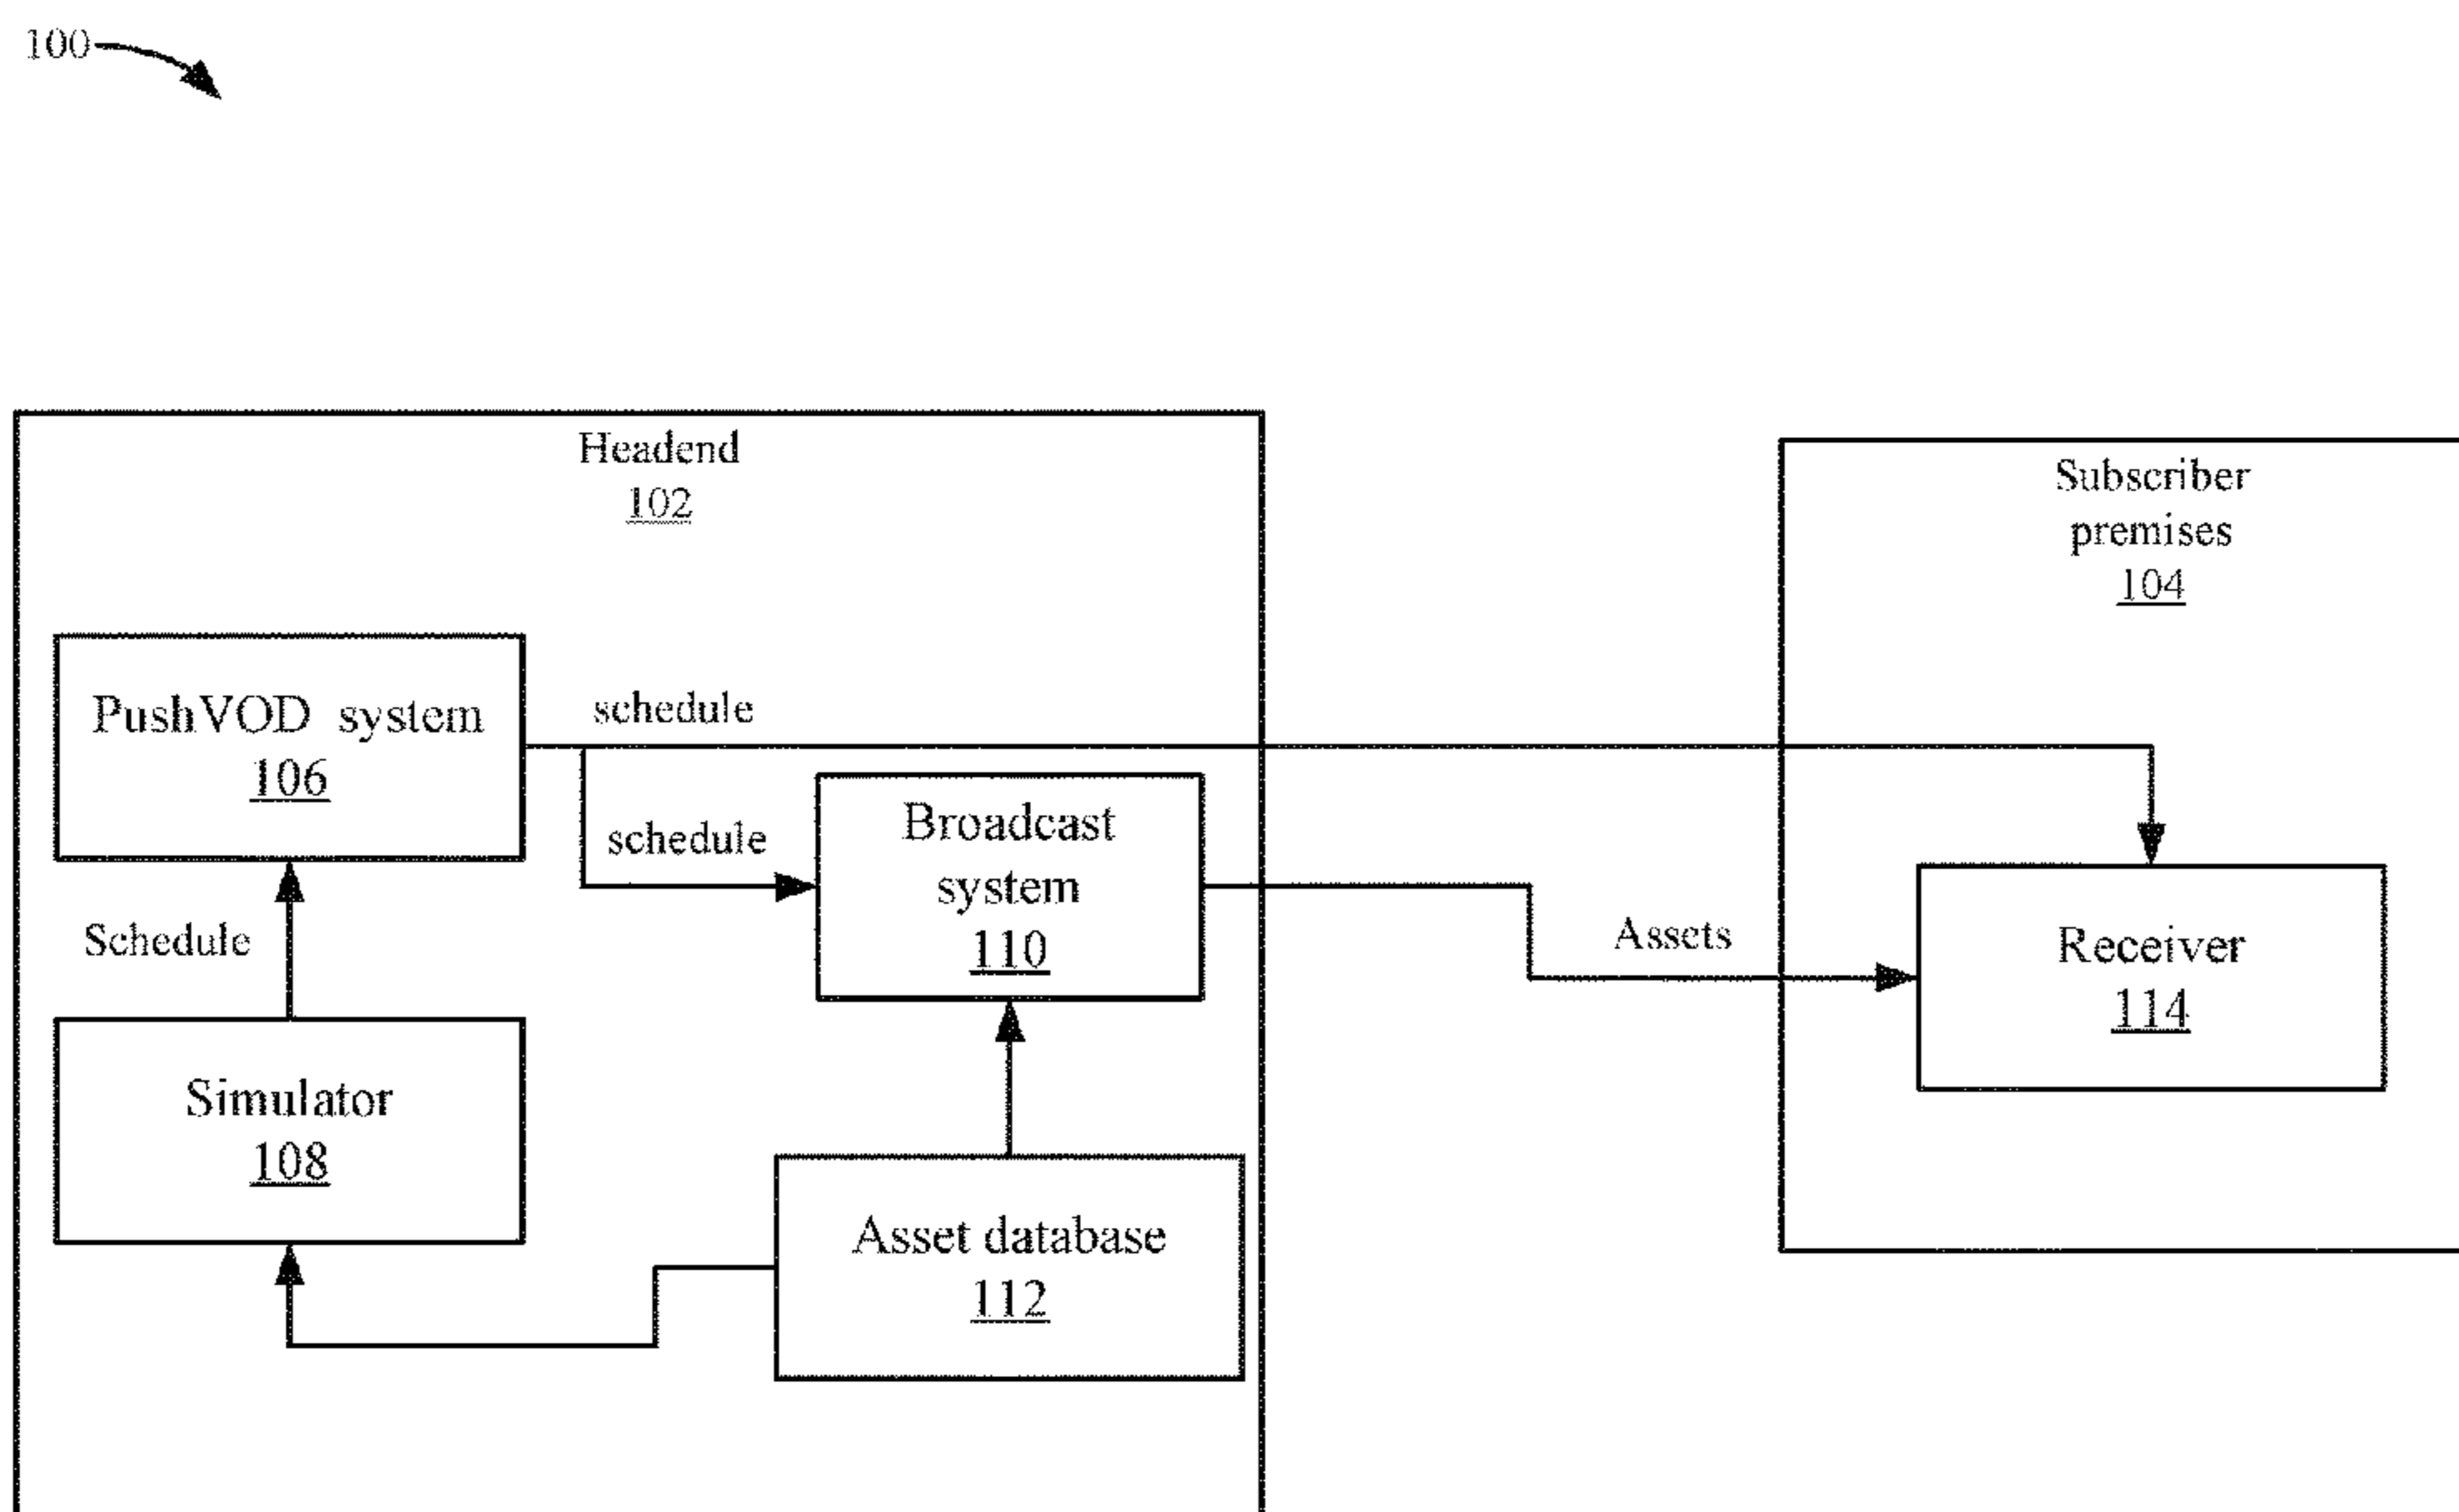 100
Headend
102
Subscriber
premises
104
PushVOD system
106
schedule
schedule
Broadcast
system
110
Schedule
Assets
Receiver
114
Simulator
108
Asset database
112